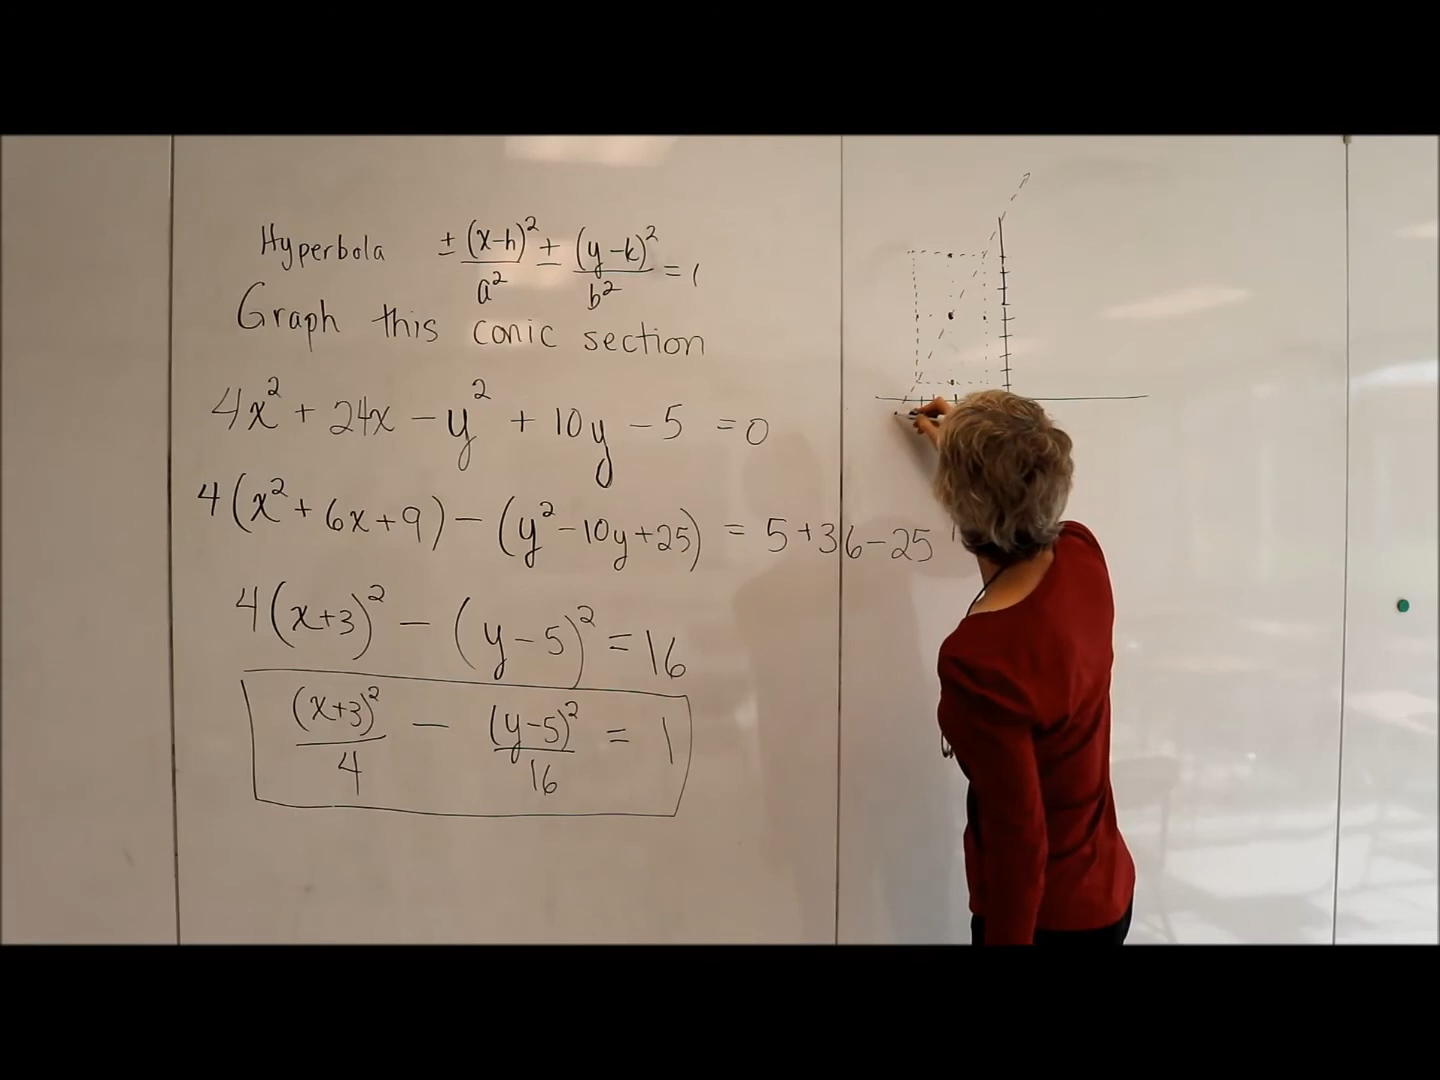 Hyperbola ± (x-h)²/a² ± (y-k)²/b² = 1
Graph this conic section
4x² + 24x - y² + 10y - 5 = 0
4(x² + 6x + 9) - (y² - 10y + 25) = 5 + 36 - 25
4(x+3)² - (y-5)² = 16
(x+3)²/4 - (y-5)²/16 = 1